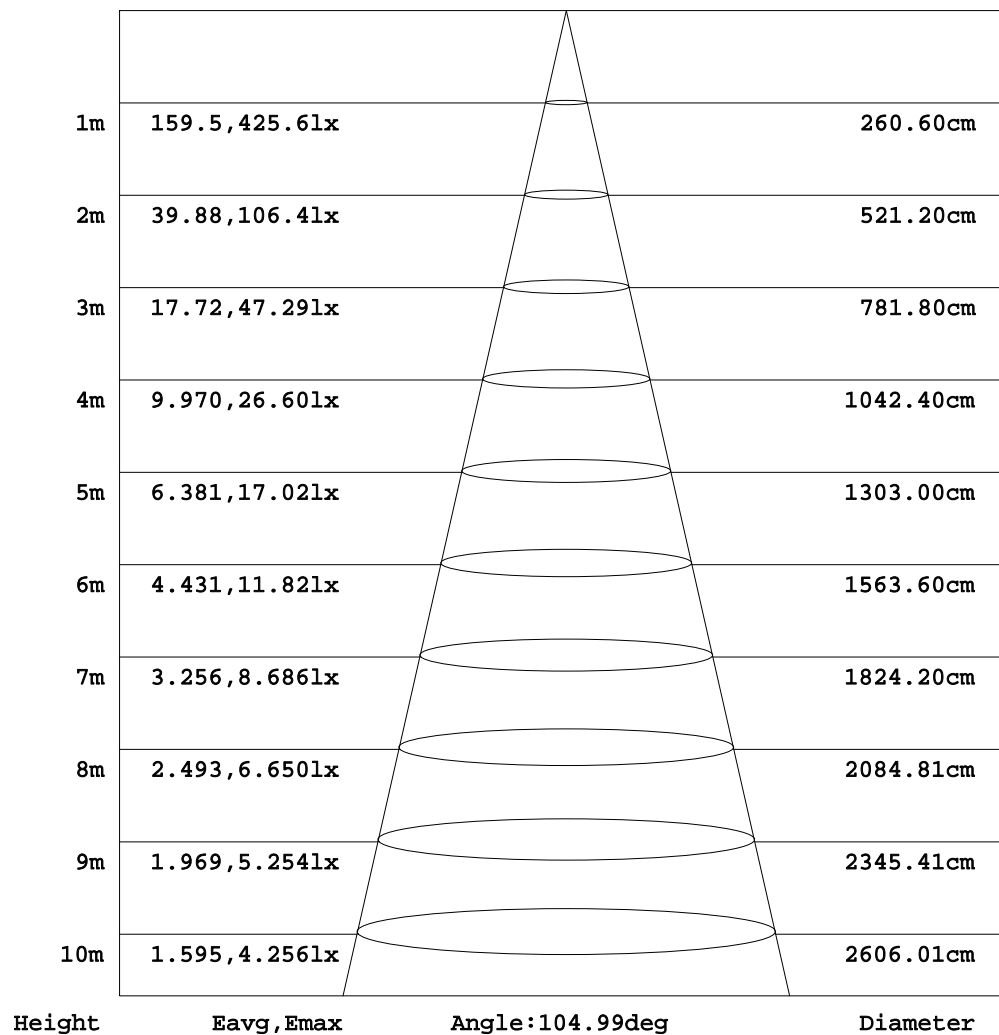 1m 159.5,425.6lx 260.60cm
2m 39.88,106.4lx 521.20cm
3m 17.72,47.29lx 781.80cm
4m 9.970,26.60lx 1042.40cm
5m 6.381,17.02lx 1303.00cm
6m 4.431,11.82lx 1563.60cm
7m 3.256,8.686lx 1824.20cm
8m 2.493,6.650lx 2084.81cm
9m 1.969,5.254lx 2345.41cm
10m 1.595,4.256lx 2606.01cm
Height Eavg,Emax Angle:104.99deg Diameter